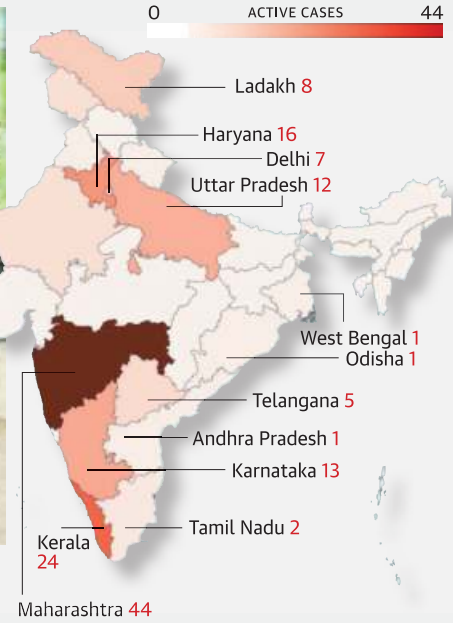 0 ACTIVE CASES 44
Ladakh 8
Haryana 16
Delhi 7
Uttar Pradesh 12
West Bengal 1
Odisha 1
Telangana 5
Andhra Pradesh 1
Karnataka 13
Tamil Nadu 2
Kerala
24
Maharashtra 44